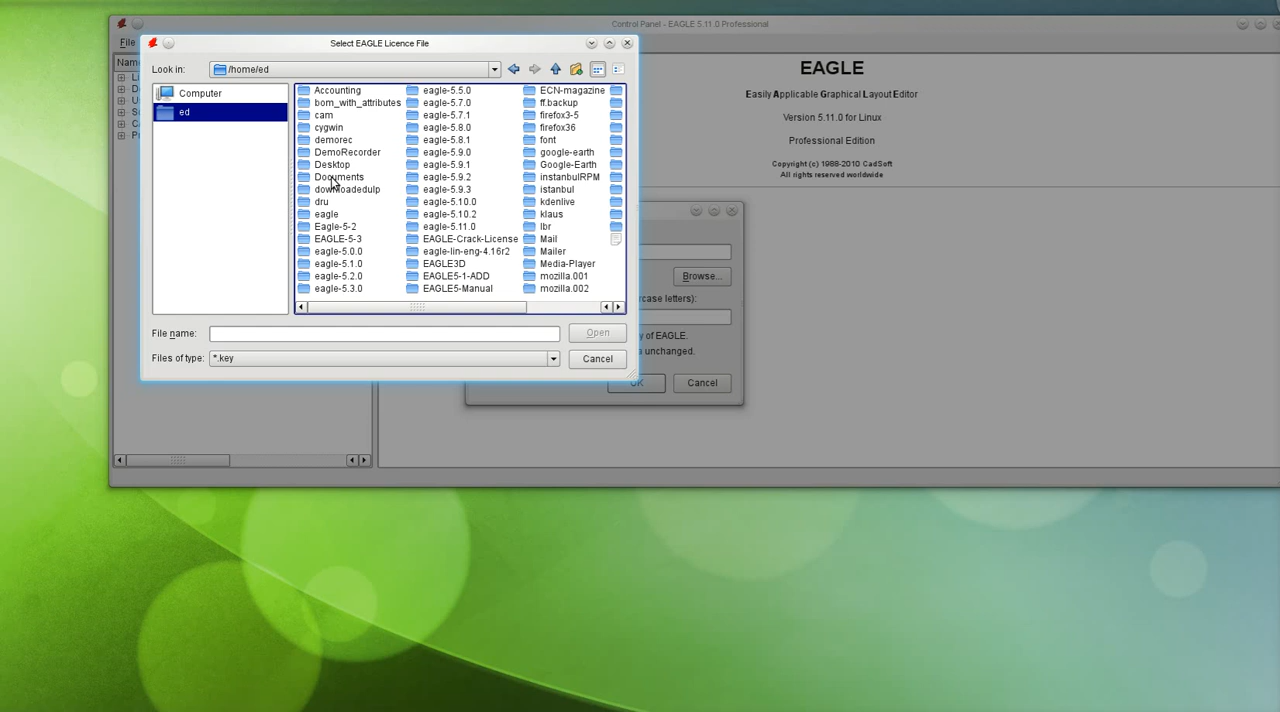 Control Panel - EAGLE 5.11.0 Professional
File
Select EAGLE Licence File
Look in:
/home/ed
Computer
ed
Accounting
bom_with_attributes
cam
cygwin
demorec
DemoRecorder
Desktop
Documents
downloadedulp
dru
eagle
Eagle-5-2
EAGLE-5-3
eagle-5.0.0
eagle-5.1.0
eagle-5.2.0
eagle-5.3.0
eagle-5.5.0
eagle-5.7.0
eagle-5.7.1
eagle-5.8.0
eagle-5.8.1
eagle-5.9.0
eagle-5.9.1
eagle-5.9.2
eagle-5.9.3
eagle-5.10.0
eagle-5.10.2
eagle-5.11.0
EAGLE-Crack-License
eagle-lin-eng-4.16r2
EAGLE3D
EAGLE5-1-ADD
EAGLE5-Manual
ECN-magazine
ff.backup
firefox3-5
firefox36
font
google-earth
Google-Earth
instanbulRPM
istanbul
kdenlive
klaus
lbr
Mail
Mailer
Media-Player
mozilla.001
mozilla.002
File name:
Open
Files of type:
*.key
Cancel
EAGLE
Easily Applicable Graphical Layout Editor
Version 5.11.0 for Linux
Professional Edition
Copyright (c) 1988-2010 CadSoft
All rights reserved worldwide
Browse...
case letters):
y of EAGLE.
unchanged.
OK
Cancel